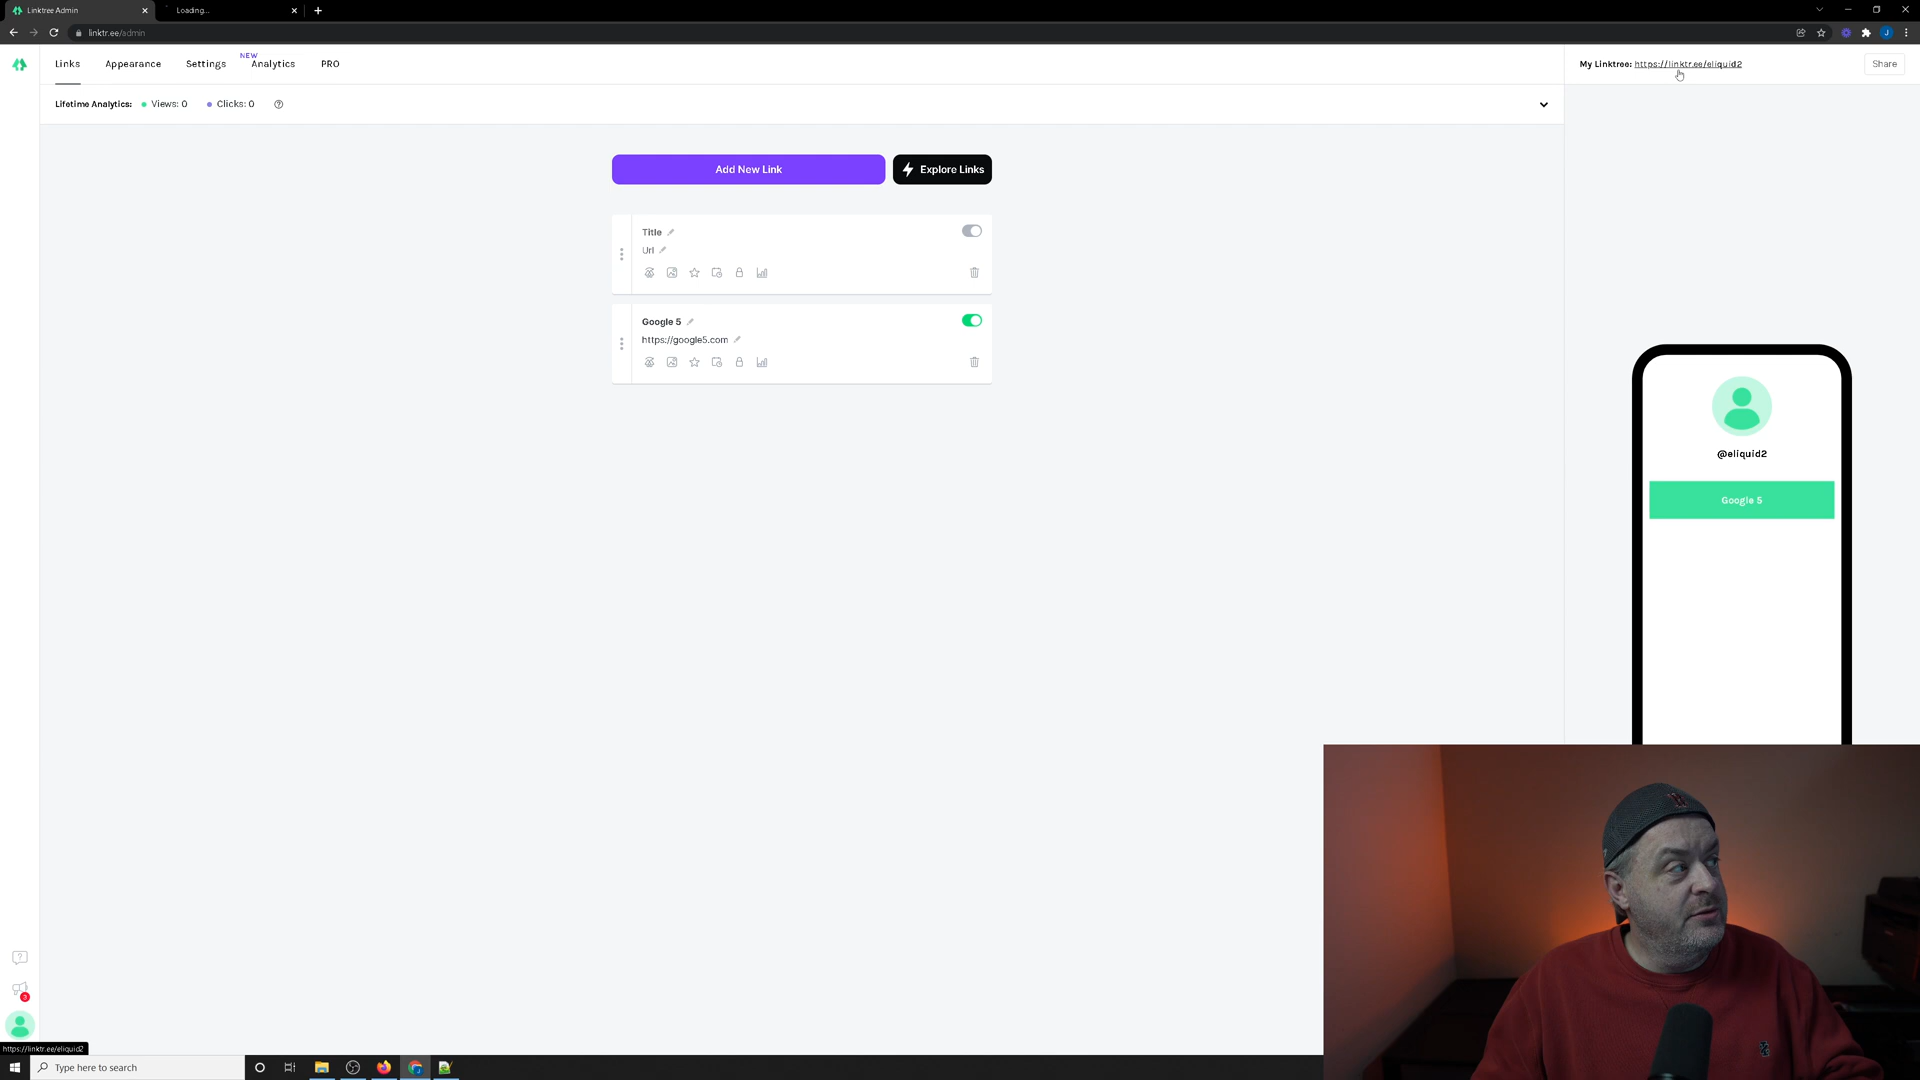 Linktree Admin
Loading...
linktr.ee/admin
Links
Appearance
Settings
NEW
Analytics
PRO
My Linktree: https://linktr.ee/eliquid2
Share
Lifetime Analytics:
Views: 0
Clicks: 0
Add New Link
Explore Links
Title
Url
Google 5
https://google5.com
@eliquid2
Google 5
3
https://linktr.ee/eliquid2
Type here to search